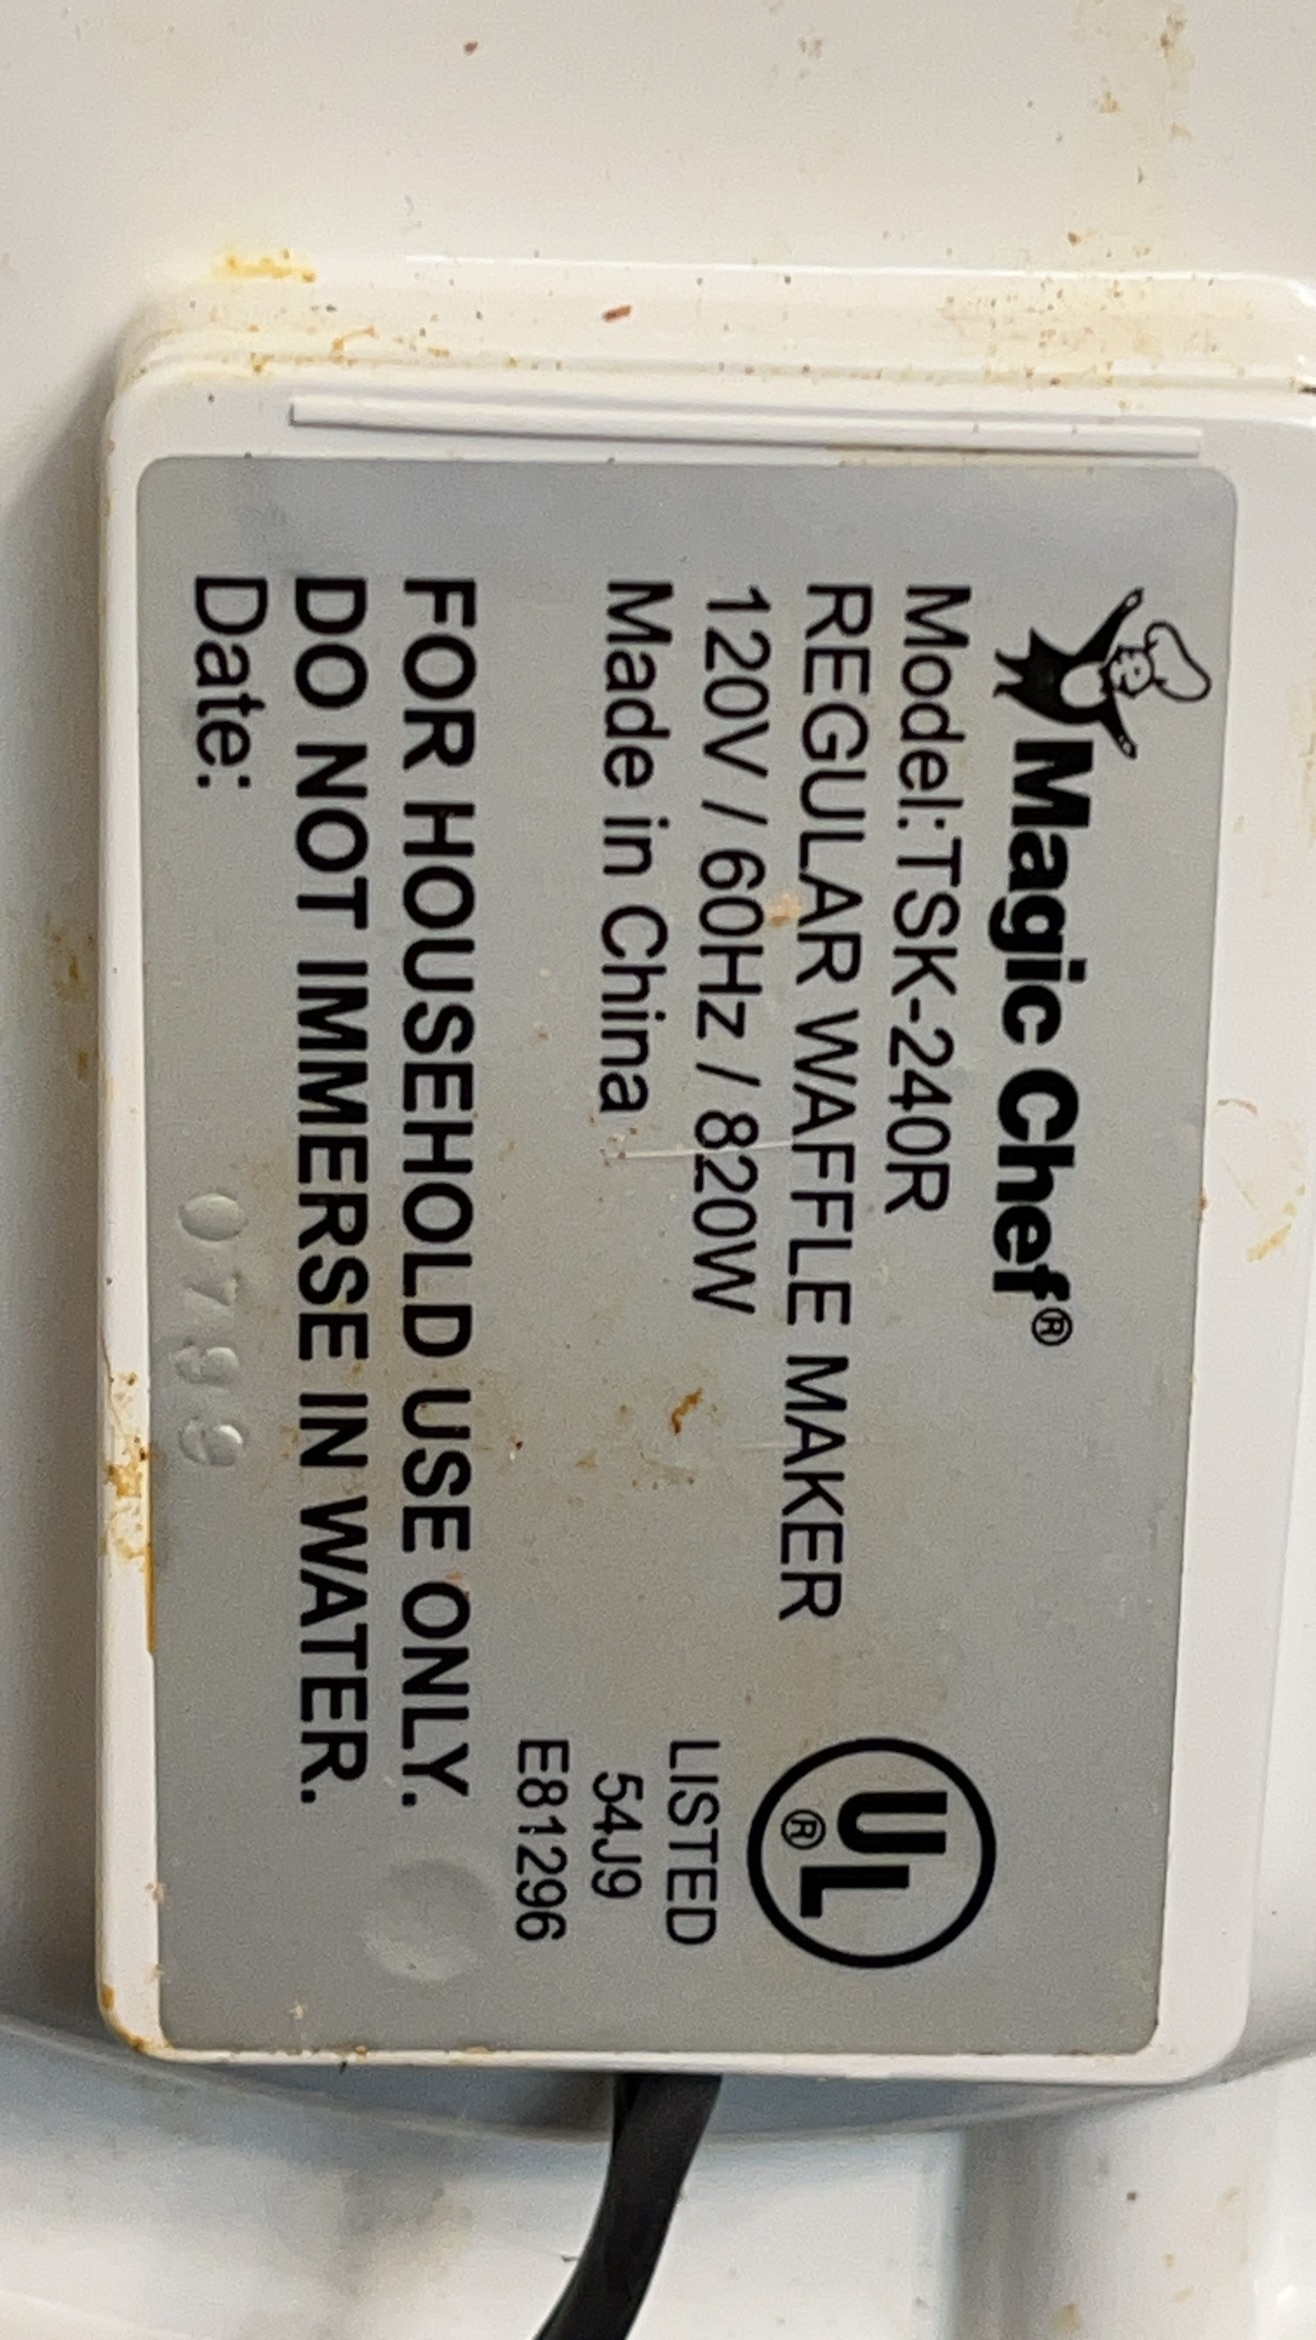 Magic Chef®
Model:TSK-240R
REGULAR WAFFLE MAKER
120V / 60Hz / 820W
Made in China
UL®
LISTED
54J9
E81296
FOR HOUSEHOLD USE ONLY.
DO NOT IMMERSE IN WATER.
Date: 0799